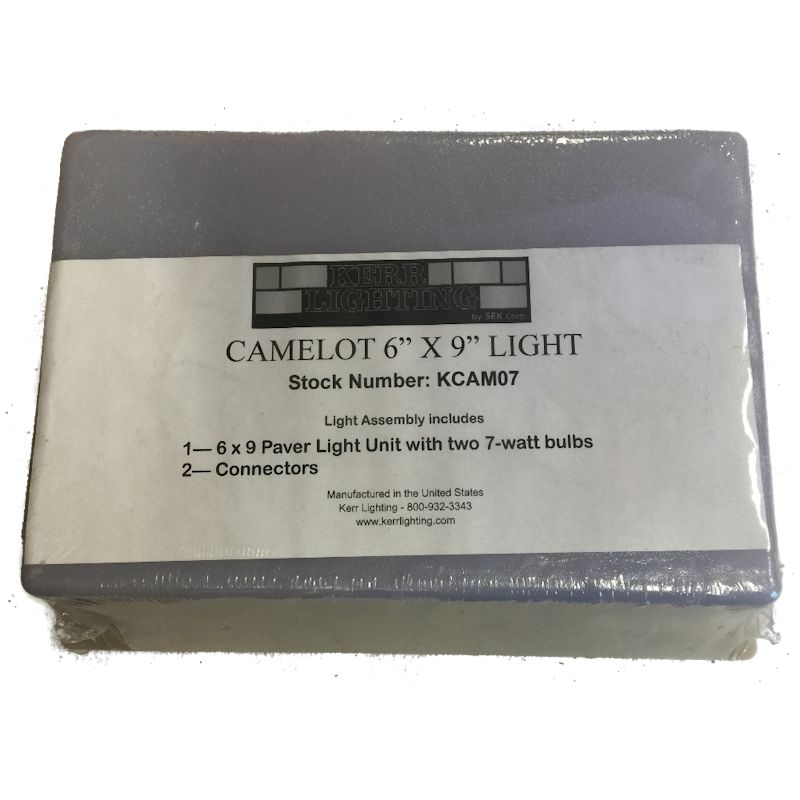 KERR
LIGHTING
by SEK Corp
CAMELOT 6” X 9” LIGHT
Stock Number: KCAM07
Light Assembly includes
1— 6 x 9 Paver Light Unit with two 7-watt bulbs
2— Connectors
Manufactured in the United States
Kerr Lighting - 800-932-3343
www.kerrlighting.com